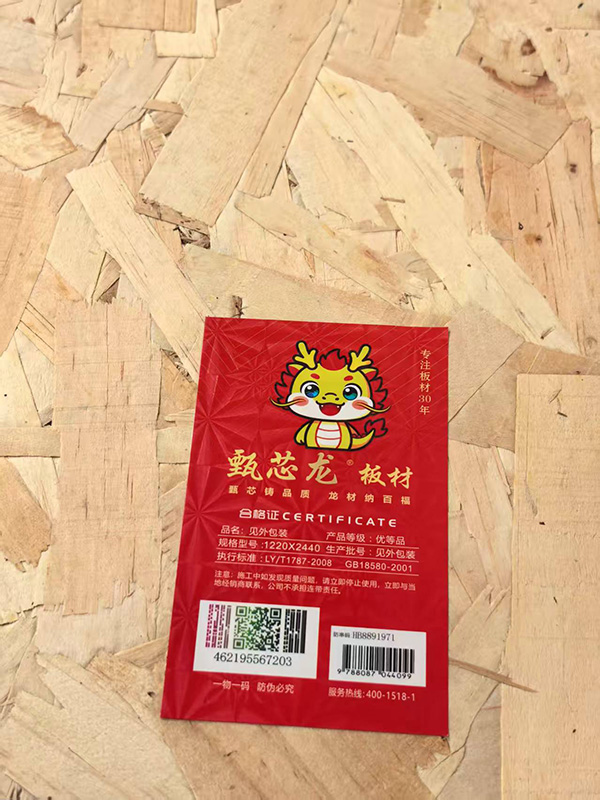 专注板材30年
甄芯龙® 板材
甄芯铸品质 龙材纳百福
合格证CERTIFICATE
品名：见外包装 产品等级：优等品
规格型号：1220X2440 生产批号：见外包装
执行标准：LY/T1787-2008 GB18580-2001
注意：施工中如发现质量问题，请立即停止使用，立即与当
地经销商联系，公司不承担连带责任。
462195567203
防串码 HB8891971
9 788087 044099
一物一码 防伪必究
服务热线:400-1518-1